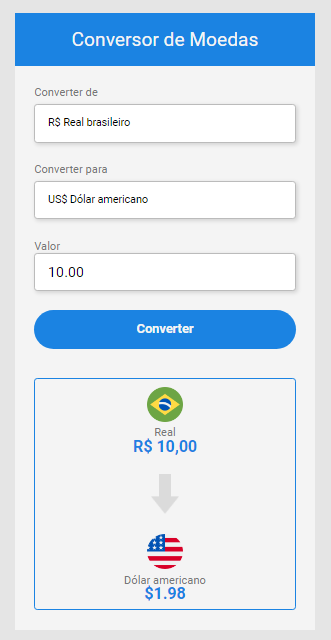 Conversor de Moedas
Converter de
R$ Real brasileiro
Converter para
US$ Dólar americano
Valor
10.00
Converter
Real
R$ 10,00
Dólar americano
$1.98